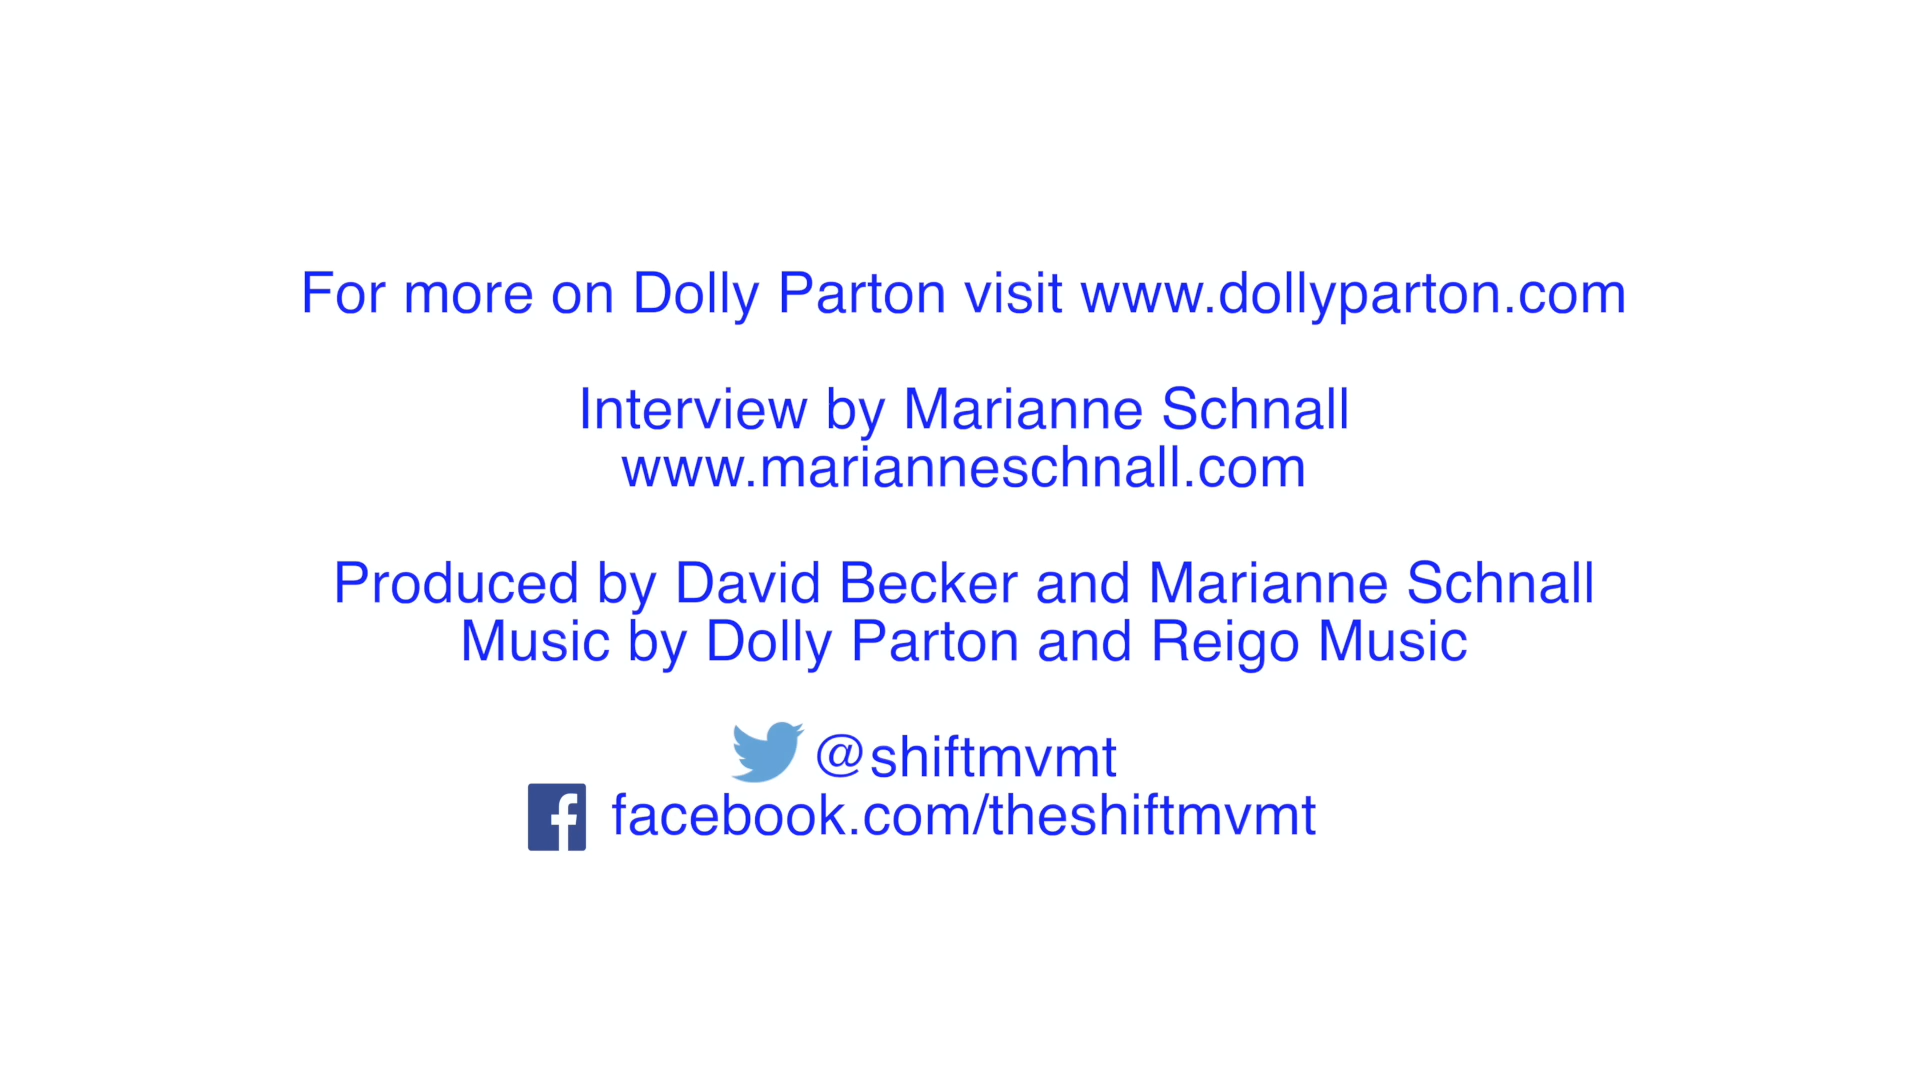 For more on Dolly Parton visit www.dollyparton.com
Interview by Marianne Schnall
www.marianneschnall.com
Produced by David Becker and Marianne Schnall
Music by Dolly Parton and Reigo Music
@shiftmvmt
facebook.com/theshiftmvmt